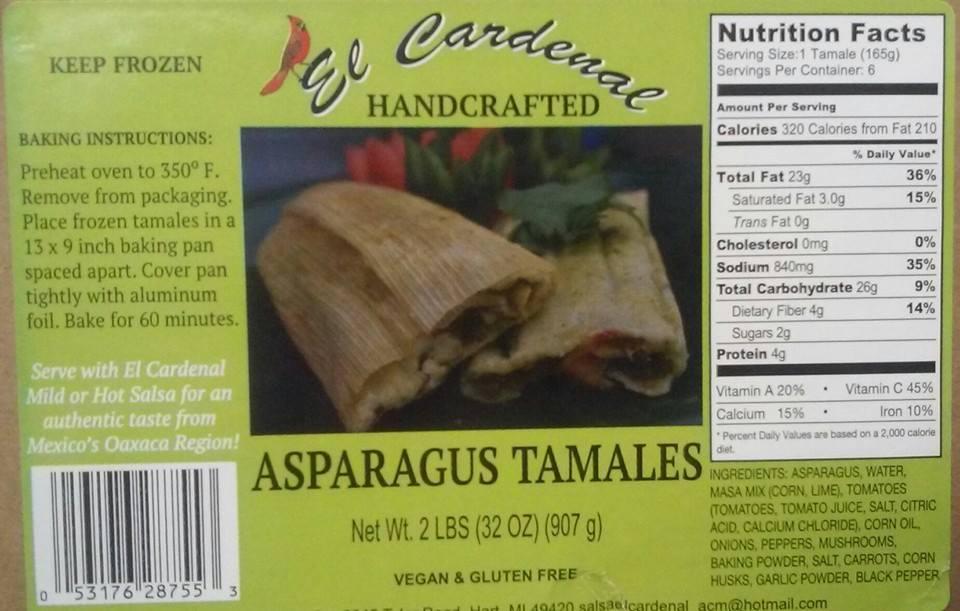 KEEP FROZEN
El Cardenal
HANDCRAFTED
BAKING INSTRUCTIONS:
Preheat oven to 350º F.
Remove from packaging.
Place frozen tamales in a
13 x 9 inch baking pan
spaced apart. Cover pan
tightly with aluminum
foil. Bake for 60 minutes.
Serve with El Cardenal
Mild or Hot Salsa for an
authentic taste from
Mexico's Oaxaca Region!
0 53176 28755 3
ASPARAGUS TAMALES
Net Wt. 2 LBS (32 OZ) (907 g)
VEGAN & GLUTEN FREE
Road, Hart, MI 49420 salsaelcardenal_acm@hotmail.com
Nutrition Facts
Serving Size:1 Tamale (165g)
Servings Per Container: 6
Amount Per Serving
Calories 320 Calories from Fat 210
% Daily Value*
Total Fat 23g 36%
Saturated Fat 3.0g 15%
Trans Fat 0g
Cholesterol 0mg 0%
Sodium 840mg 35%
Total Carbohydrate 26g 9%
Dietary Fiber 4g 14%
Sugars 2g
Protein 4g
Vitamin A 20% • Vitamin C 45%
Calcium 15% • Iron 10%
* Percent Daily Values are based on a 2,000 calorie
diet.
INGREDIENTS: ASPARAGUS, WATER,
MASA MIX (CORN, LIME), TOMATOES
(TOMATOES, TOMATO JUICE, SALT, CITRIC
ACID, CALCIUM CHLORIDE), CORN OIL,
ONIONS, PEPPERS, MUSHROOMS,
BAKING POWDER, SALT, CARROTS, CORN
HUSKS, GARLIC POWDER, BLACK PEPPER